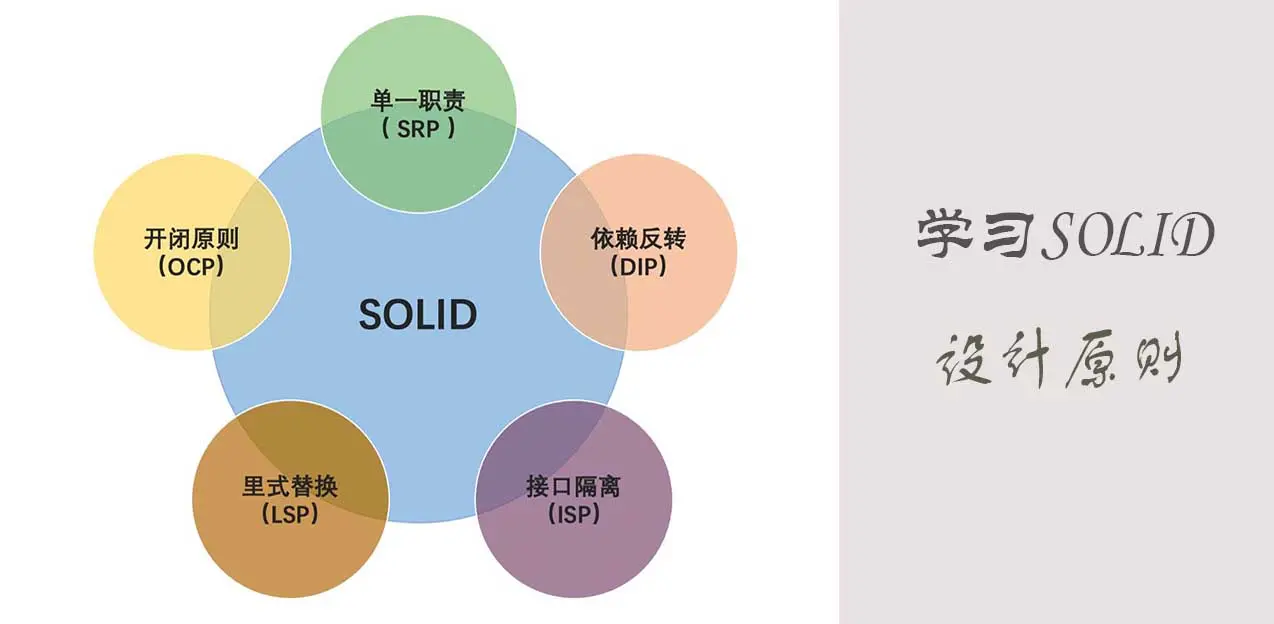 单一职责
( SRP )
开闭原则
(OCP)
依赖反转
(DIP)
SOLID
里式替换
(LSP)
接口隔离
(ISP)
学习SOLID
设计原则